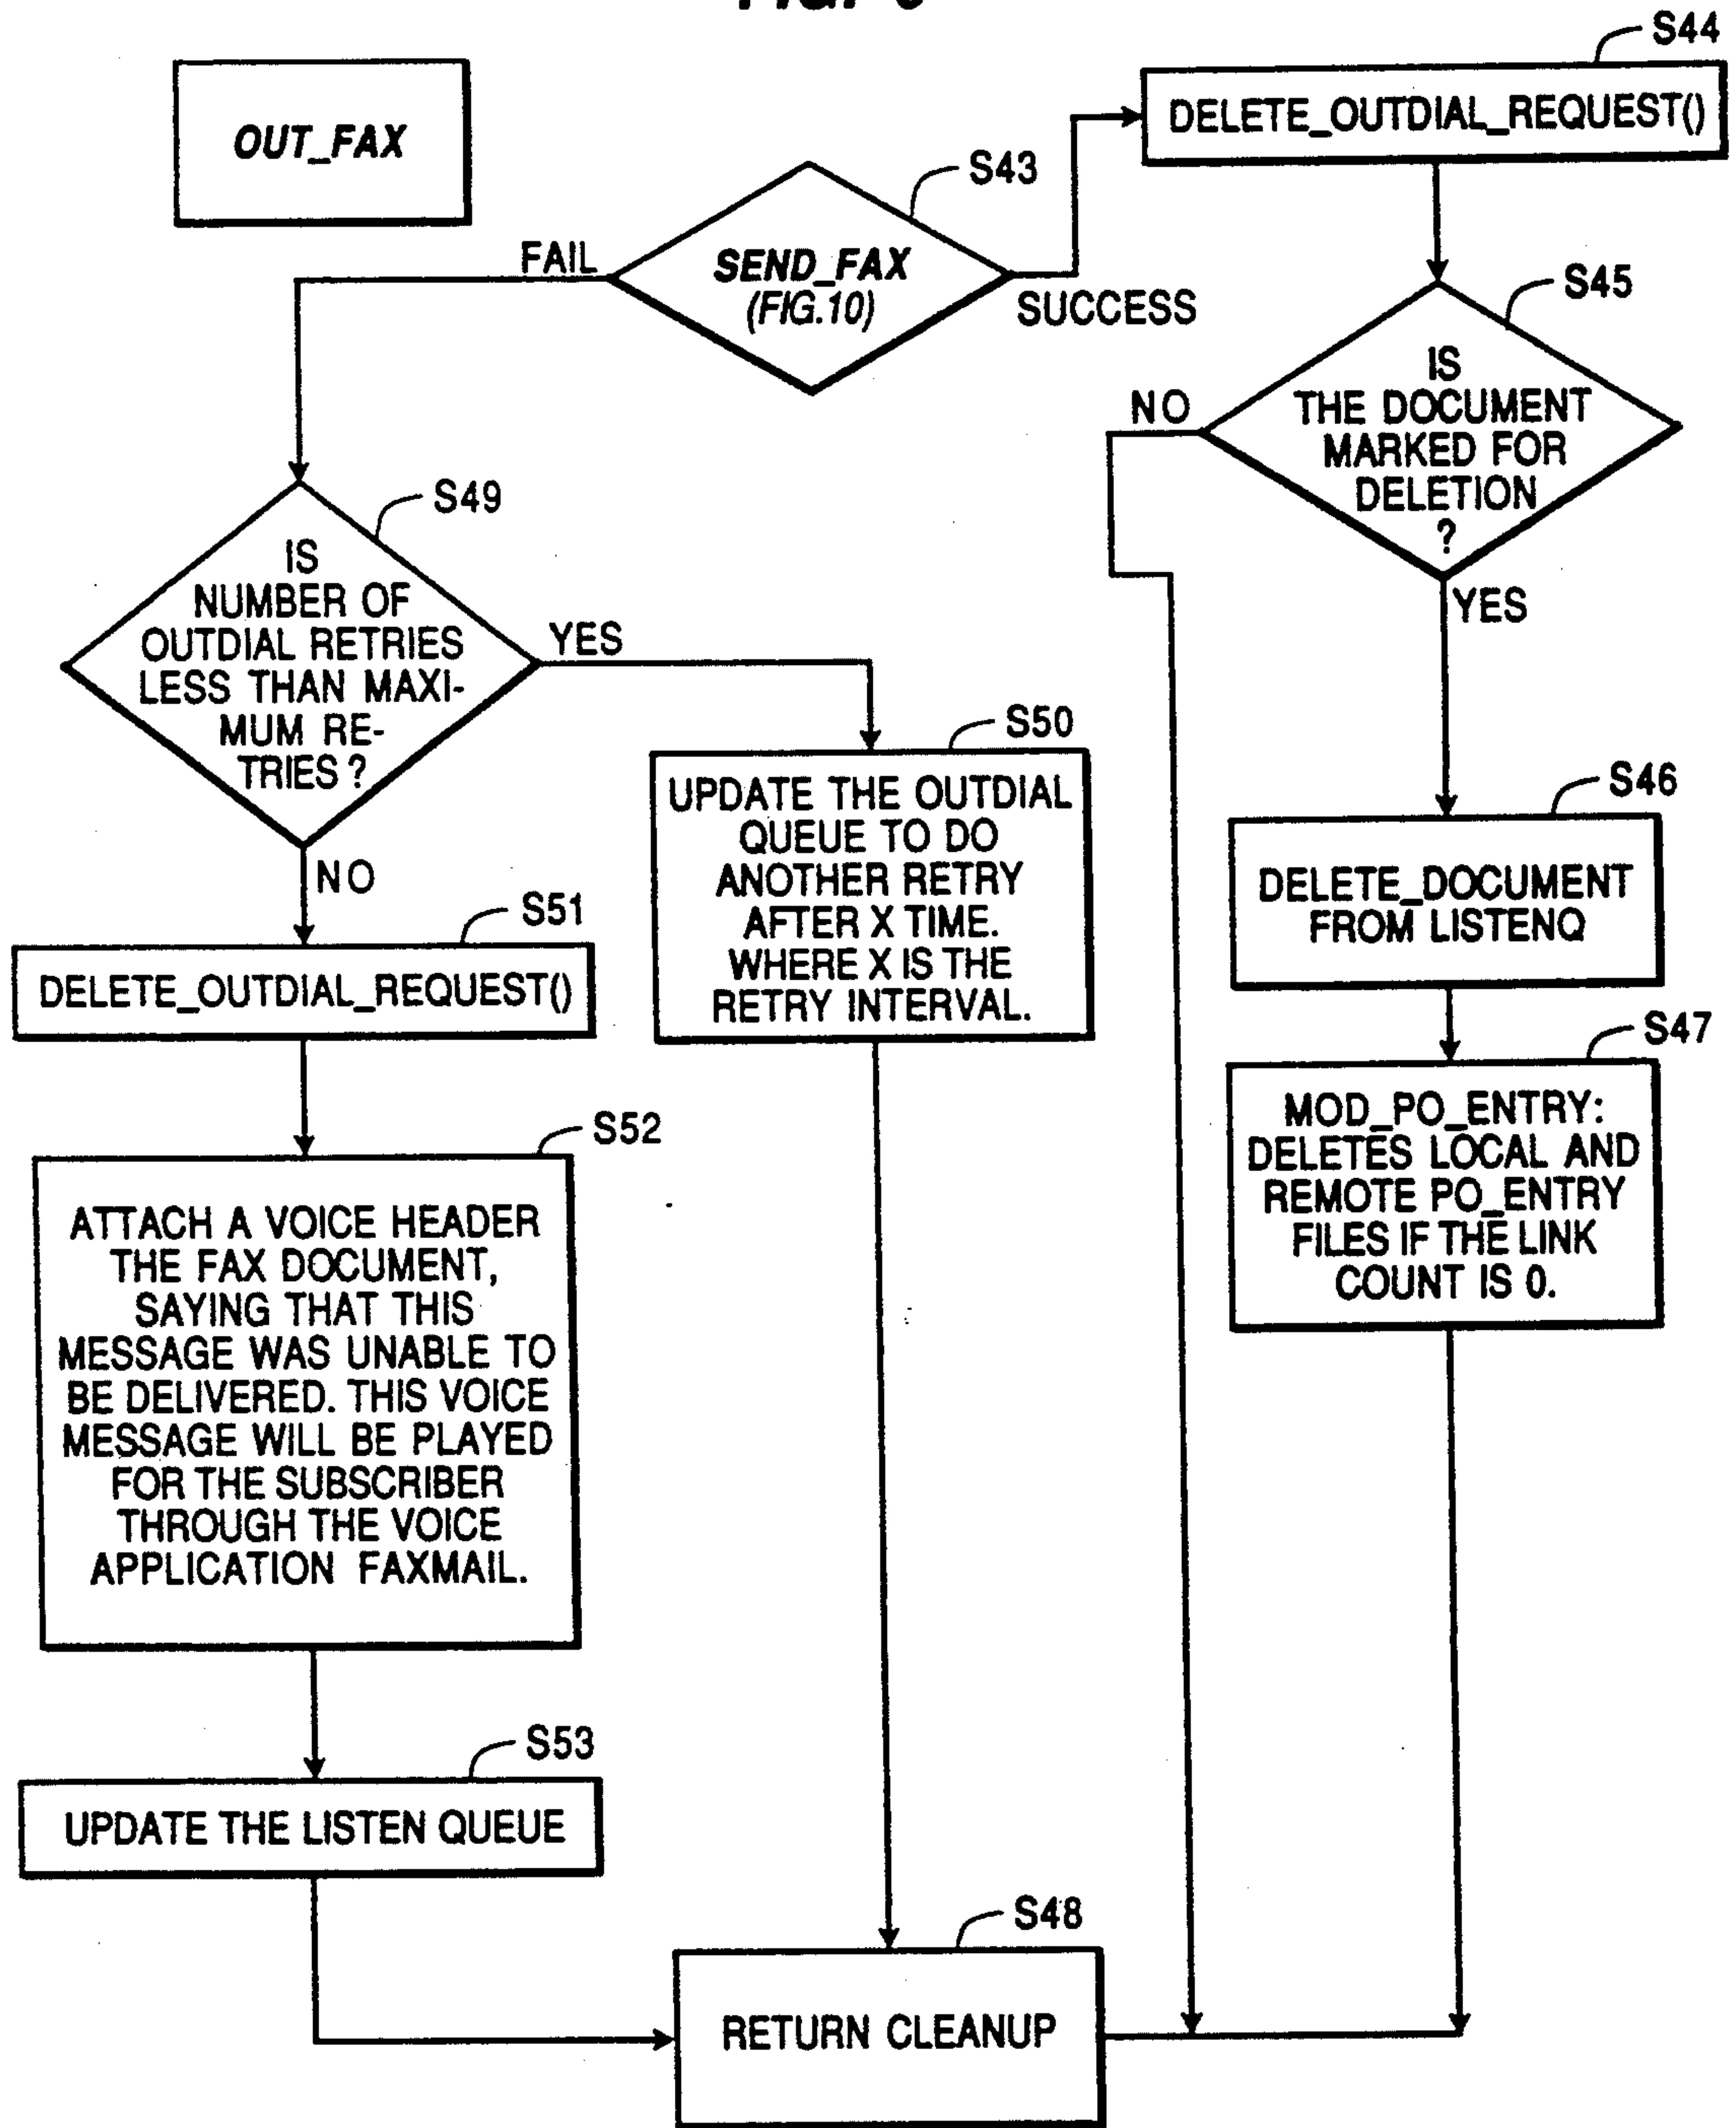 OUT_FAX
S44
DELETE_OUTDIAL_REQUEST()
S43
SEND_FAX
(FIG.10)
FAIL
SUCCESS
S45
IS
THE DOCUMENT
MARKED FOR
DELETION
?
NO
YES
S49
IS
NUMBER OF
OUTDIAL RETRIES
LESS THAN MAXI-
MUM RE-
TRIES?
YES
NO
S50
UPDATE THE OUTDIAL
QUEUE TO DO
ANOTHER RETRY
AFTER X TIME.
WHERE X IS THE
RETRY INTERVAL.
S46
DELETE_DOCUMENT
FROM LISTENQ
S51
DELETE_OUTDIAL_REQUEST()
S47
MOD_PO_ENTRY:
DELETES LOCAL AND
REMOTE PO_ENTRY
FILES IF THE LINK
COUNT IS 0.
S52
ATTACH A VOICE HEADER
THE FAX DOCUMENT,
SAYING THAT THIS
MESSAGE WAS UNABLE TO
BE DELIVERED. THIS VOICE
MESSAGE WILL BE PLAYED
FOR THE SUBSCRIBER
THROUGH THE VOICE
APPLICATION FAXMAIL.
S53
UPDATE THE LISTEN QUEUE
S48
RETURN CLEANUP